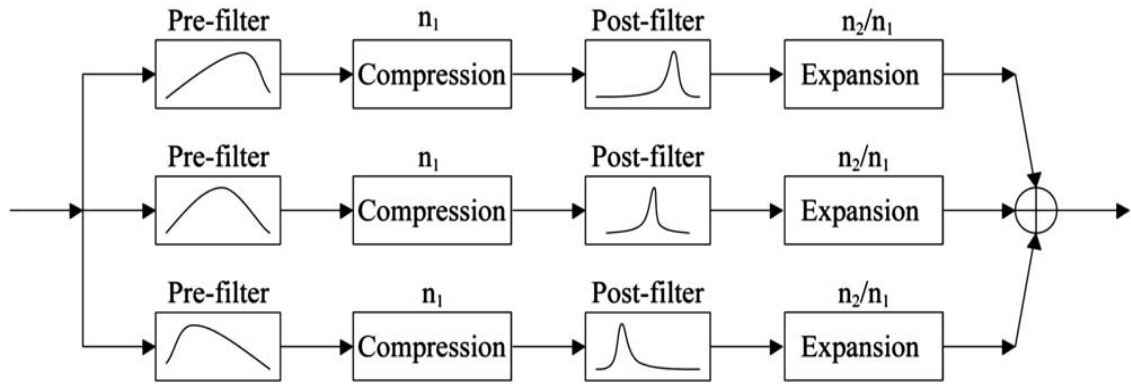 Pre-filter n₁ Post-filter n₂/n₁
Compression Expansion
Pre-filter n₁ Post-filter n₂/n₁
Compression Expansion
Pre-filter n₁ Post-filter n₂/n₁
Compression Expansion